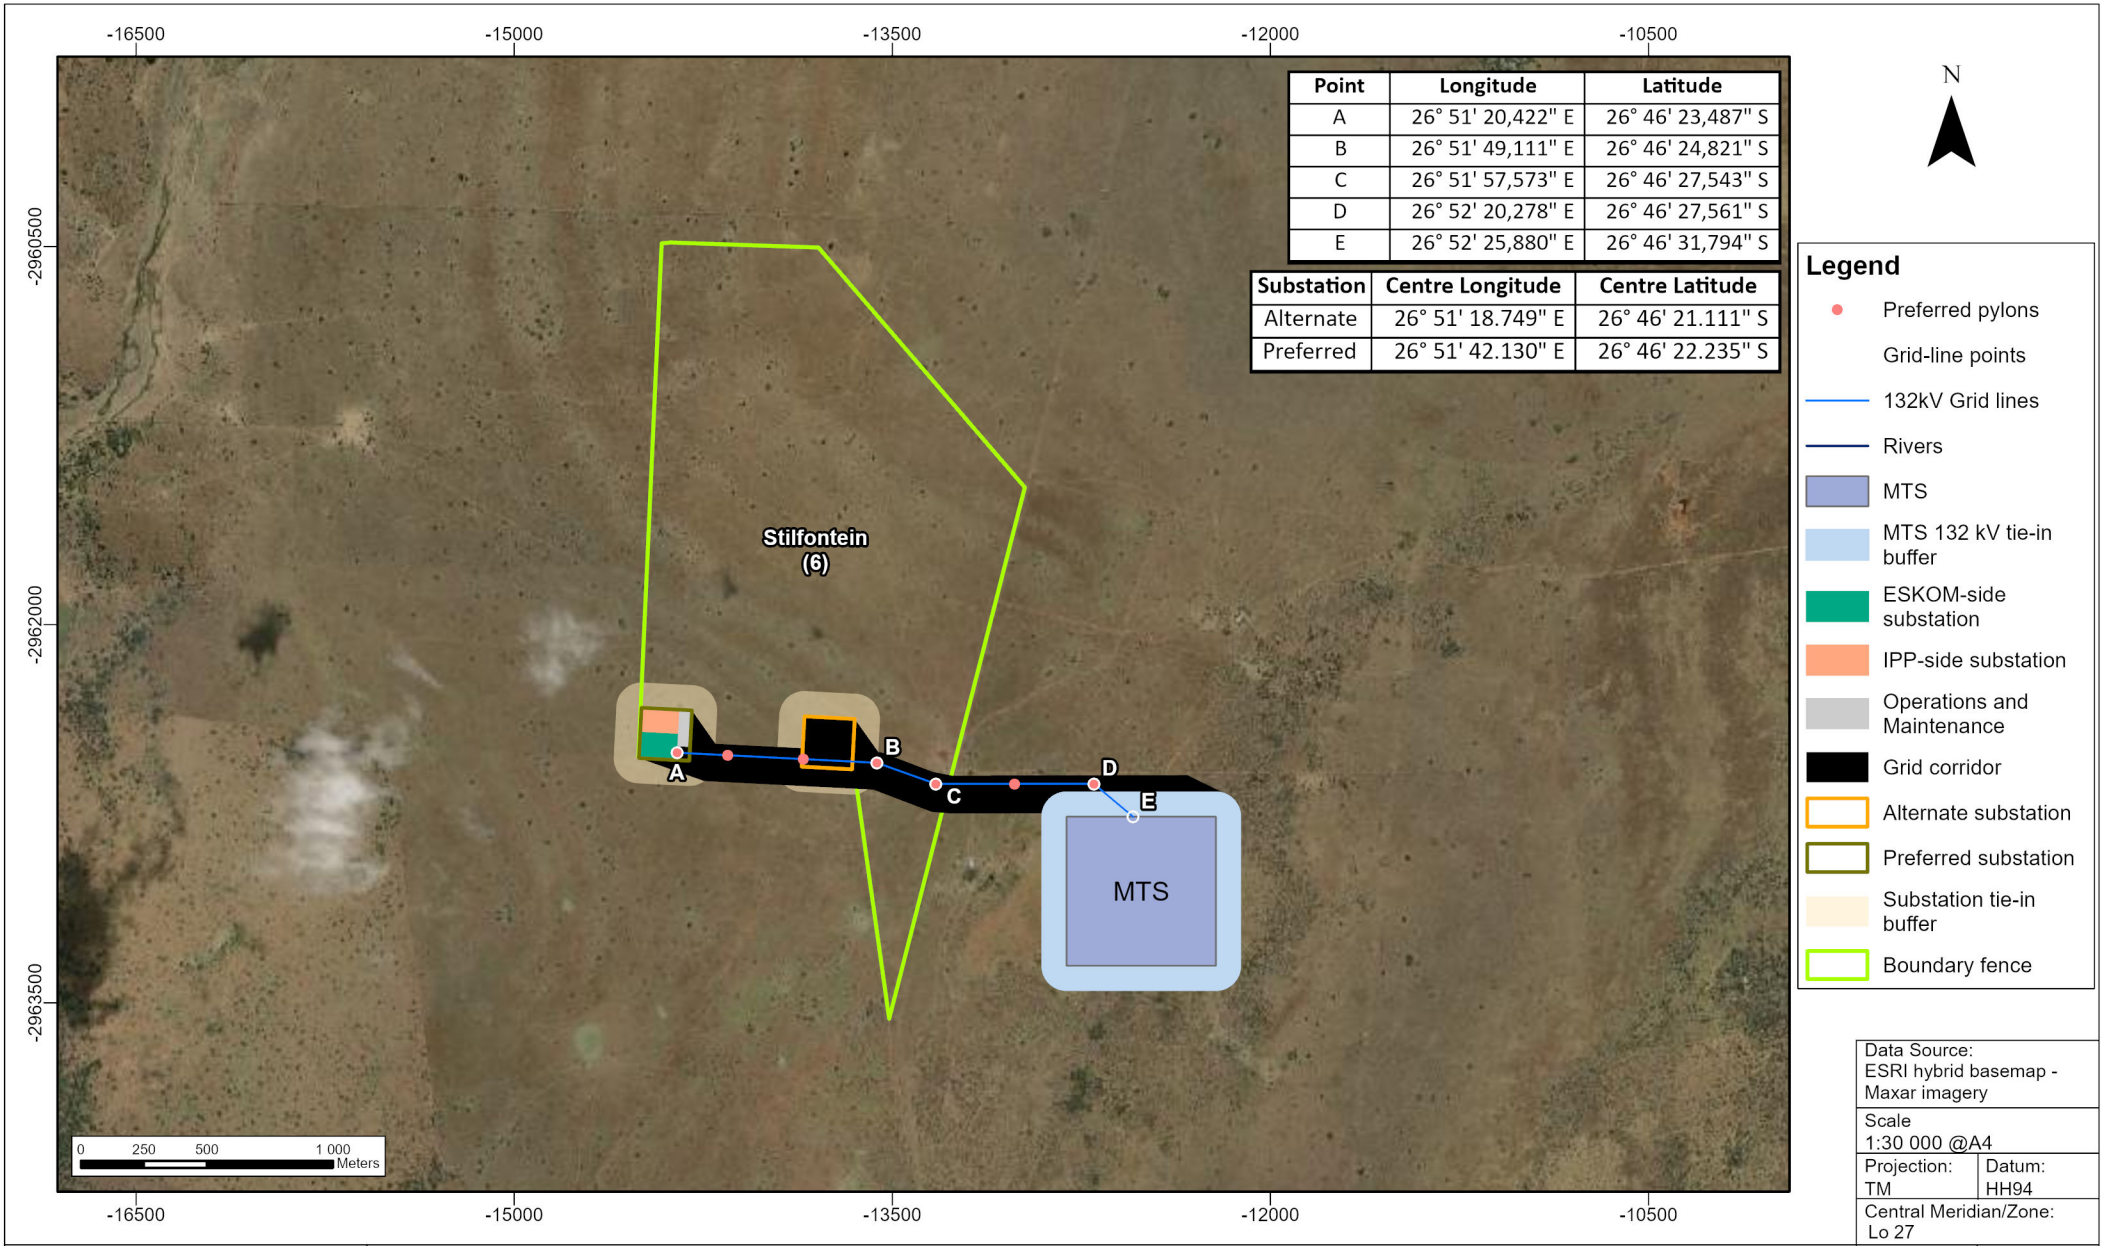 -16500 -15000 -13500 -12000 -10500
Point Longitude Latitude
A 26° 51' 20,422" E 26° 46' 23,487" S
B 26° 51' 49,111" E 26° 46' 24,821" S
C 26° 51' 57,573" E 26° 46' 27,543" S
D 26° 52' 20,278" E 26° 46' 27,561" S
E 26° 52' 25,880" E 26° 46' 31,794" S
Substation Centre Longitude Centre Latitude
Alternate 26° 51' 18.749" E 26° 46' 21.111" S
Preferred 26° 51' 42.130" E 26° 46' 22.235" S
N
-2960500
-2962000
-2963500
Stilfontein
(6)
A
B
C
D
E
MTS
0 250 500 1 000
Meters
-16500 -15000 -13500 -12000 -10500
Legend
Preferred pylons
Grid-line points
132kV Grid lines
Rivers
MTS
MTS 132 kV tie-in
buffer
ESKOM-side
substation
IPP-side substation
Operations and
Maintenance
Grid corridor
Alternate substation
Preferred substation
Substation tie-in
buffer
Boundary fence
Data Source:
ESRI hybrid basemap -
Maxar imagery
Scale
1:30 000 @A4
Projection: Datum:
TM HH94
Central Meridian/Zone:
Lo 27